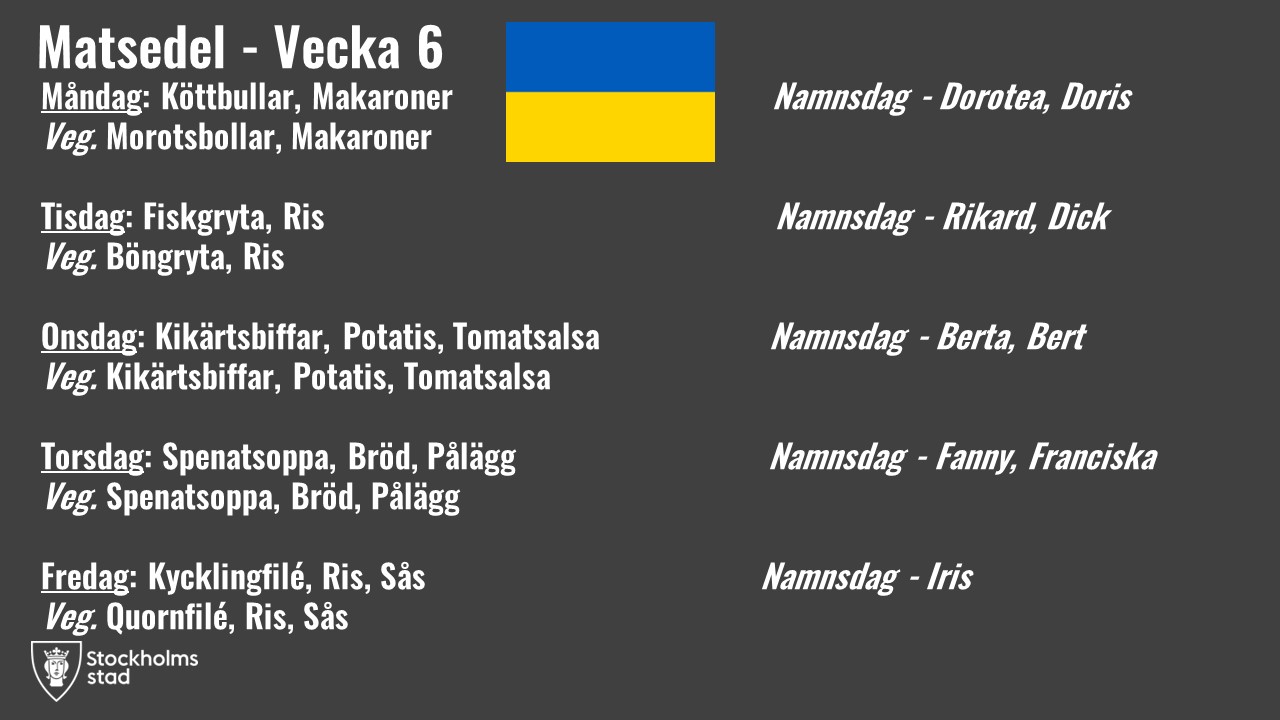 Matsedel - Vecka 6
Måndag: Köttbullar, Makaroner
Namnsdag - Dorotea, Doris
Veg. Morotsbollar, Makaroner
Tisdag: Fiskgryta, Ris
Namnsdag - Rikard, Dick
Veg. Böngryta, Ris
Onsdag: Kikärtsbiffar, Potatis, Tomatsalsa
Namnsdag - Berta, Bert
Veg. Kikärtsbiffar, Potatis, Tomatsalsa
Torsdag: Spenatsoppa, Bröd, Pålägg
Namnsdag - Fanny, Franciska
Veg. Spenatsoppa, Bröd, Pålägg
Fredag: Kycklingfilé, Ris, Sås
Namnsdag - Iris
Veg. Quornfilé, Ris, Sås
Stockholms
stad